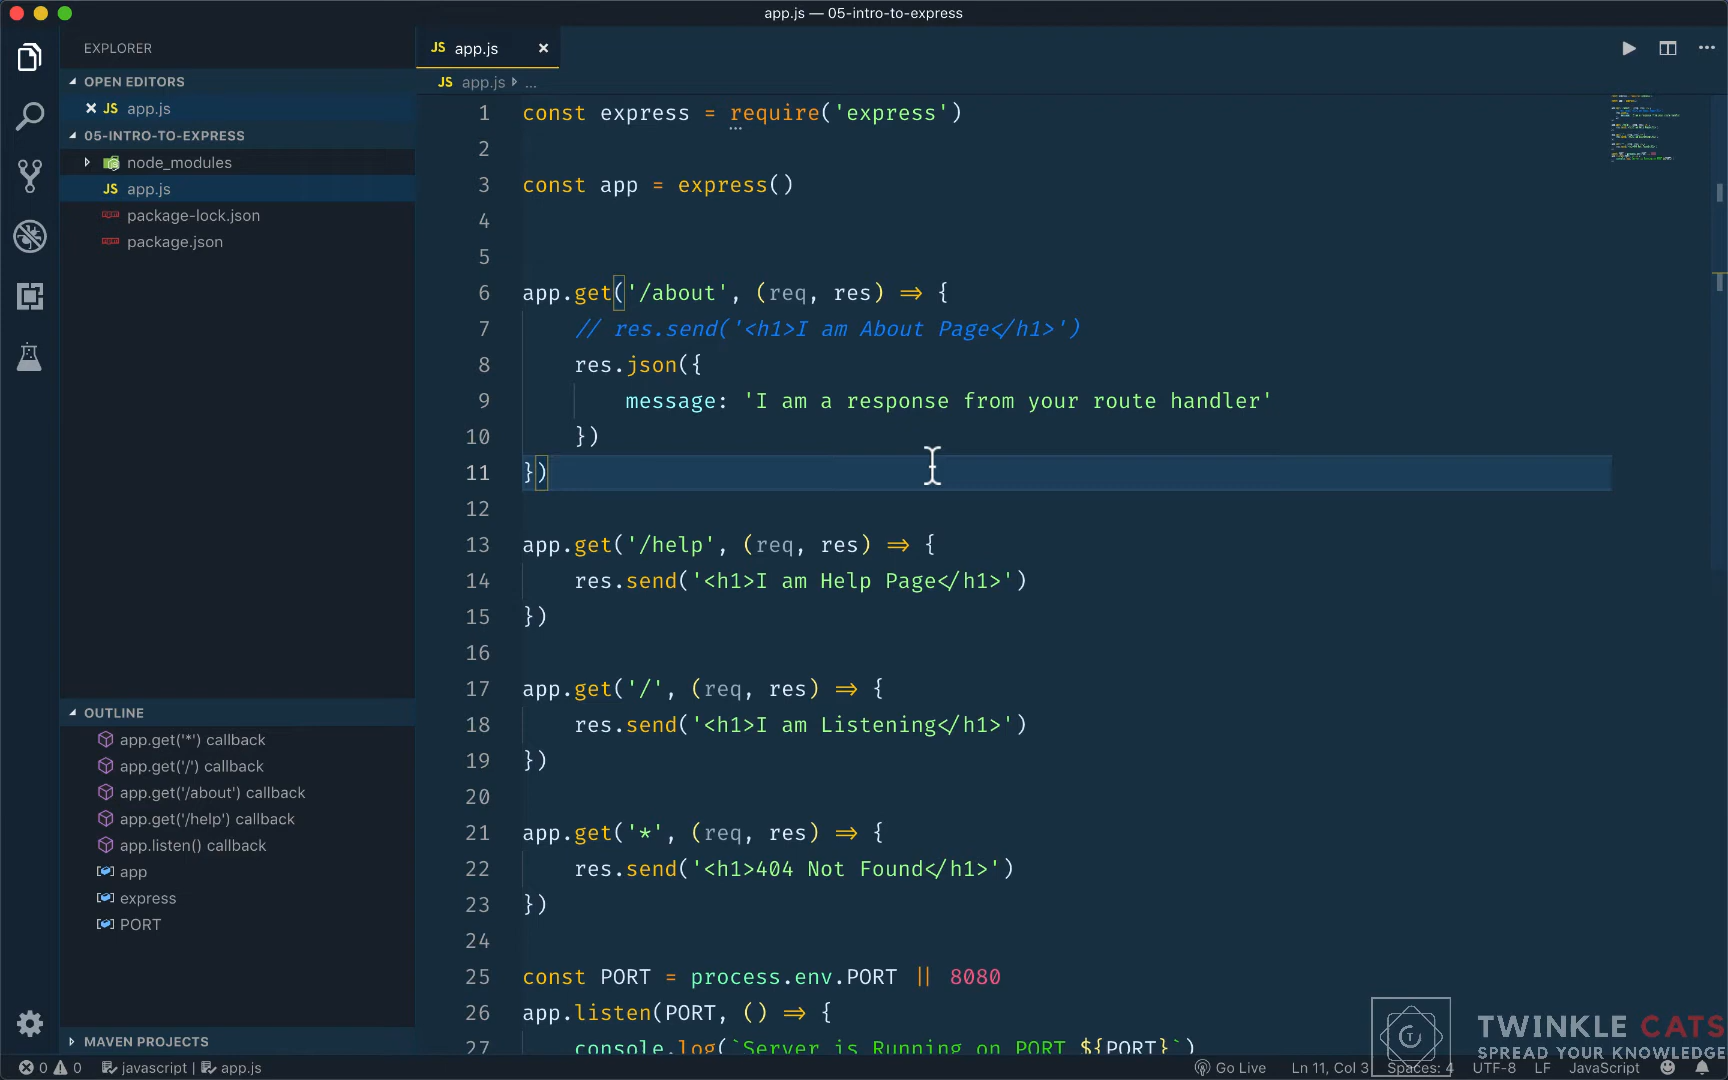 app.js — 05-intro-to-express
EXPLORER
OPEN EDITORS
JS app.js
05-INTRO-TO-EXPRESS
node_modules
JS app.js
package-lock.json
package.json
OUTLINE
app.get('*') callback
app.get('/') callback
app.get('/about') callback
app.get('/help') callback
app.listen() callback
app
express
PORT
MAVEN PROJECTS
JS app.js
JS app.js ...
1 const express = require('express')
2
3 const app = express()
4
5
6 app.get('/about', (req, res) => {
7 // res.send('<h1>I am About Page</h1>')
8 res.json({
9 message: 'I am a response from your route handler'
10 })
11 })
12
13 app.get('/help', (req, res) => {
14 res.send('<h1>I am Help Page</h1>')
15 })
16
17 app.get('/', (req, res) => {
18 res.send('<h1>I am Listening</h1>')
19 })
20
21 app.get('*', (req, res) => {
22 res.send('<h1>404 Not Found</h1>')
23 })
24
25 const PORT = process.env.PORT || 8080
26 app.listen(PORT, () => {
27 console.log(`Server is Running on PORT ${PORT}`)
TWINKLE CATS
SPREAD YOUR KNOWLEDGE
0 0 javascript | app.js Go Live Ln 11, Col 3 Spaces: 4 UTF-8 LF JavaScript